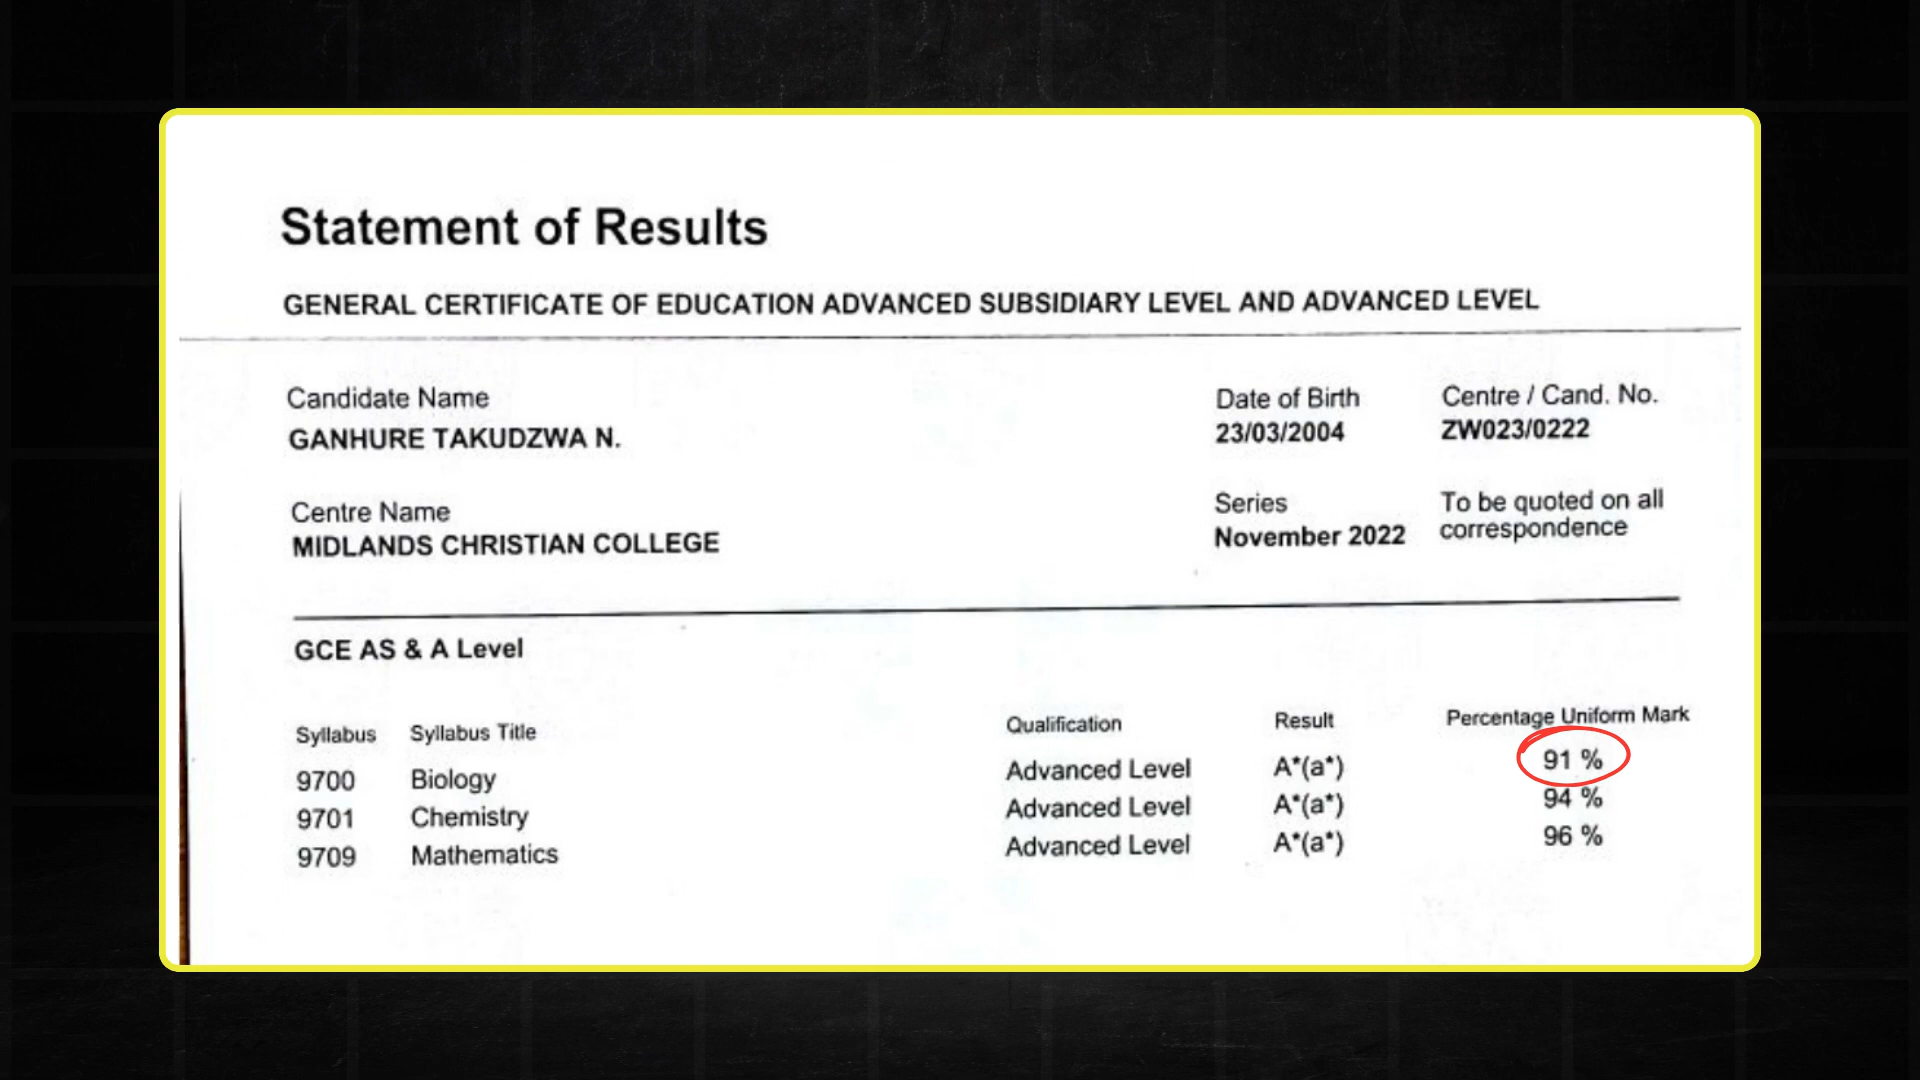 Statement of Results
GENERAL CERTIFICATE OF EDUCATION ADVANCED SUBSIDIARY LEVEL AND ADVANCED LEVEL
Candidate Name
GANHURE TAKUDZWA N.
Date of Birth
23/03/2004
Centre / Cand. No.
ZW023/0222
Centre Name
MIDLANDS CHRISTIAN COLLEGE
Series
November 2022
To be quoted on all
correspondence
GCE AS & A Level
Syllabus Syllabus Title Qualification Result Percentage Uniform Mark
9700 Biology Advanced Level A*(a*) 91 %
9701 Chemistry Advanced Level A*(a*) 94 %
9709 Mathematics Advanced Level A*(a*) 96 %